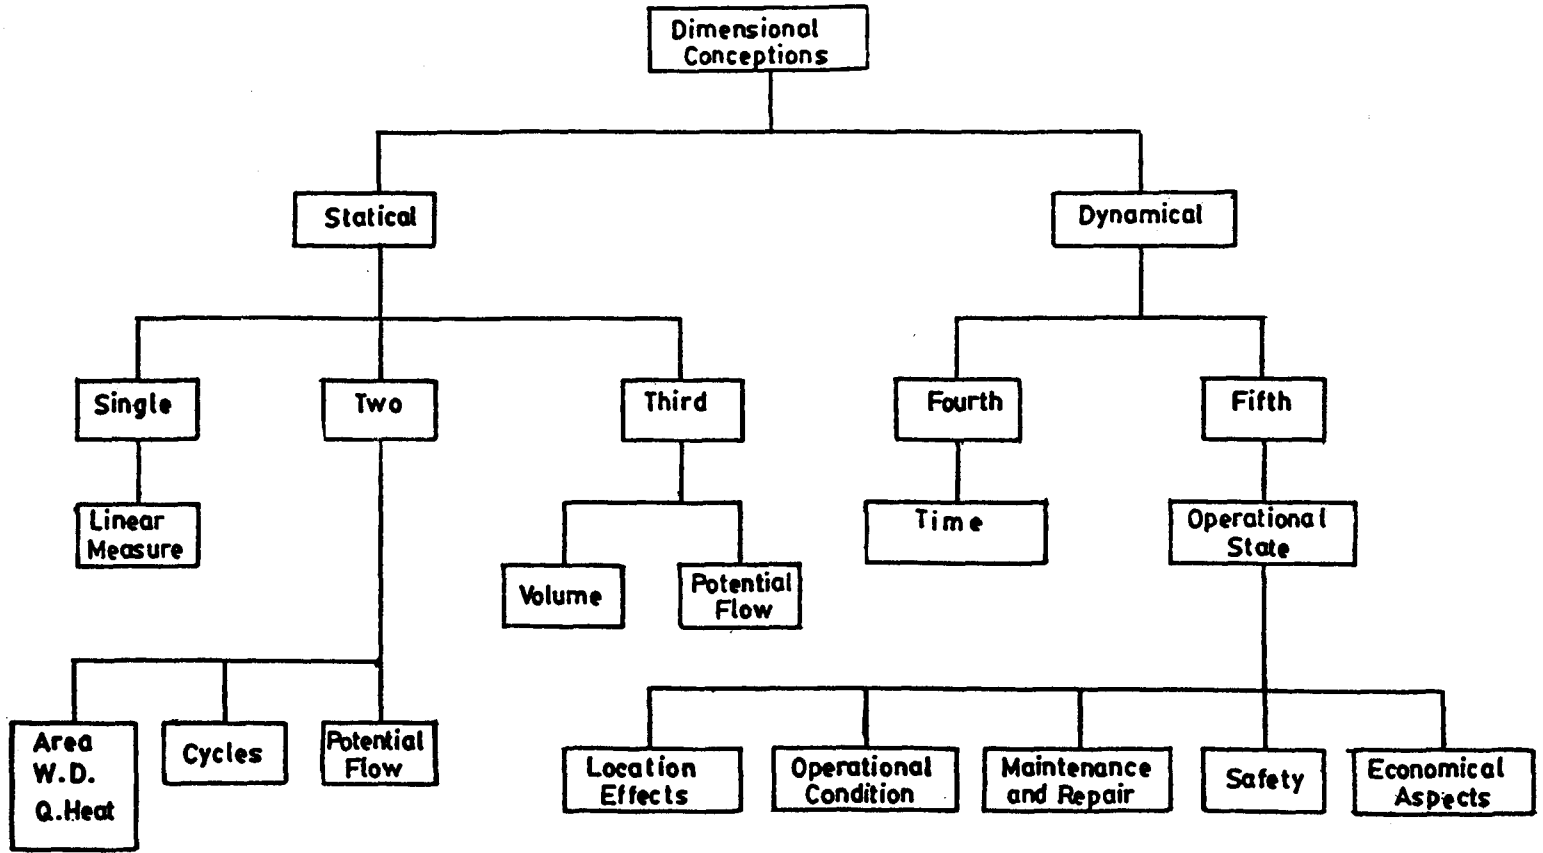 Dimensional
Conceptions
Statical
Dynamical
Single
Two
Third
Fourth
Fifth
Linear
Measure
Time
Operational
State
Volume
Potential
Flow
Area
W.D.
Q.Heat
Cycles
Potential
Flow
Location
Effects
Operational
Condition
Maintenance
and Repair
Safety
Economical
Aspects